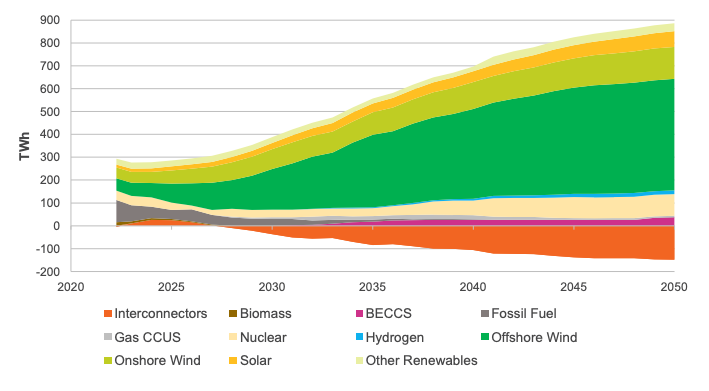 900
800
700
600
500
400
300
200
100
0
-100
-200
TWh
2020 2025 2030 2035 2040 2045 2050
Interconnectors Biomass BECCS Fossil Fuel
Gas CCUS Nuclear Hydrogen Offshore Wind
Onshore Wind Solar Other Renewables